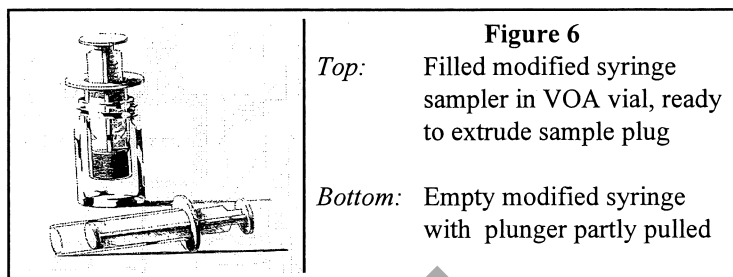 Figure 6
Top: Filled modified syringe
sampler in VOA vial, ready
to extrude sample plug
Bottom: Empty modified syringe
with plunger partly pulled